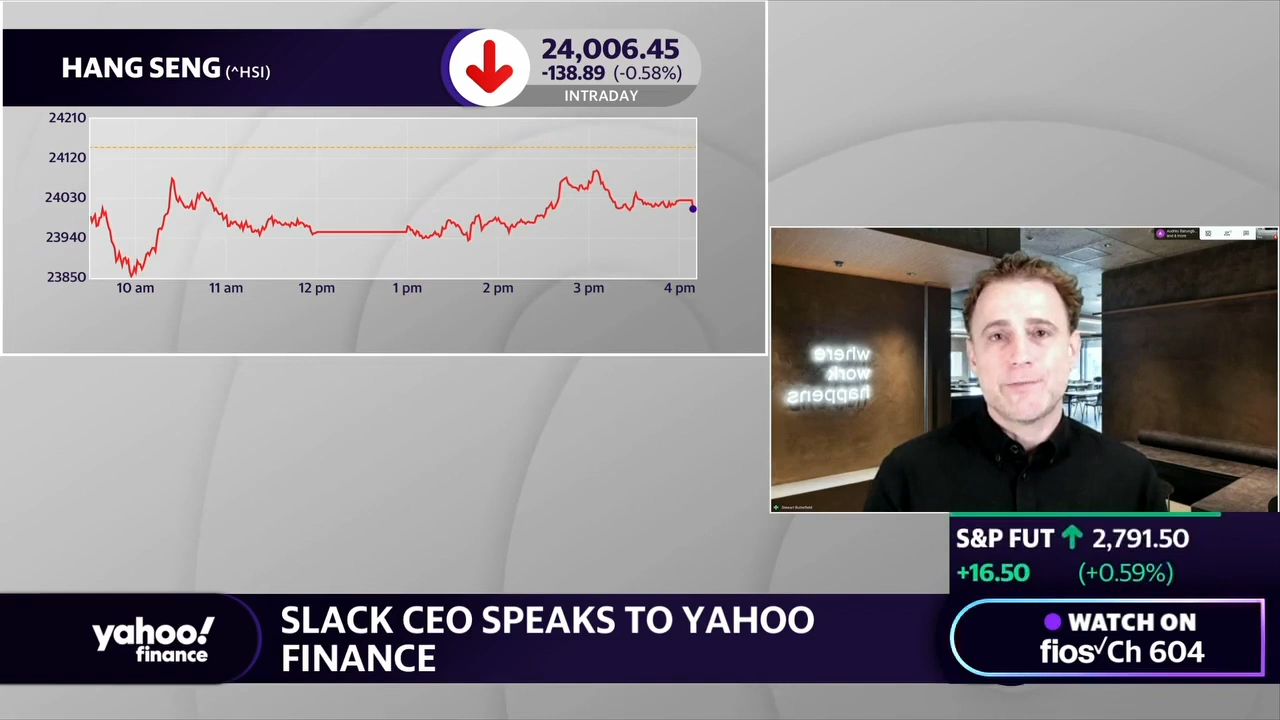 HANG SENG (^HSI)
24,006.45
-138.89 (-0.58%)
INTRADAY
24210
24120
24030
23940
23850
10 am 11 am 12 pm 1 pm 2 pm 3 pm 4 pm
where
work
happens
Stewart Butterfield
S&P FUT 2,791.50
+16.50 (+0.59%)
yahoo!
finance
SLACK CEO SPEAKS TO YAHOO
FINANCE
WATCH ON
fios✓Ch 604